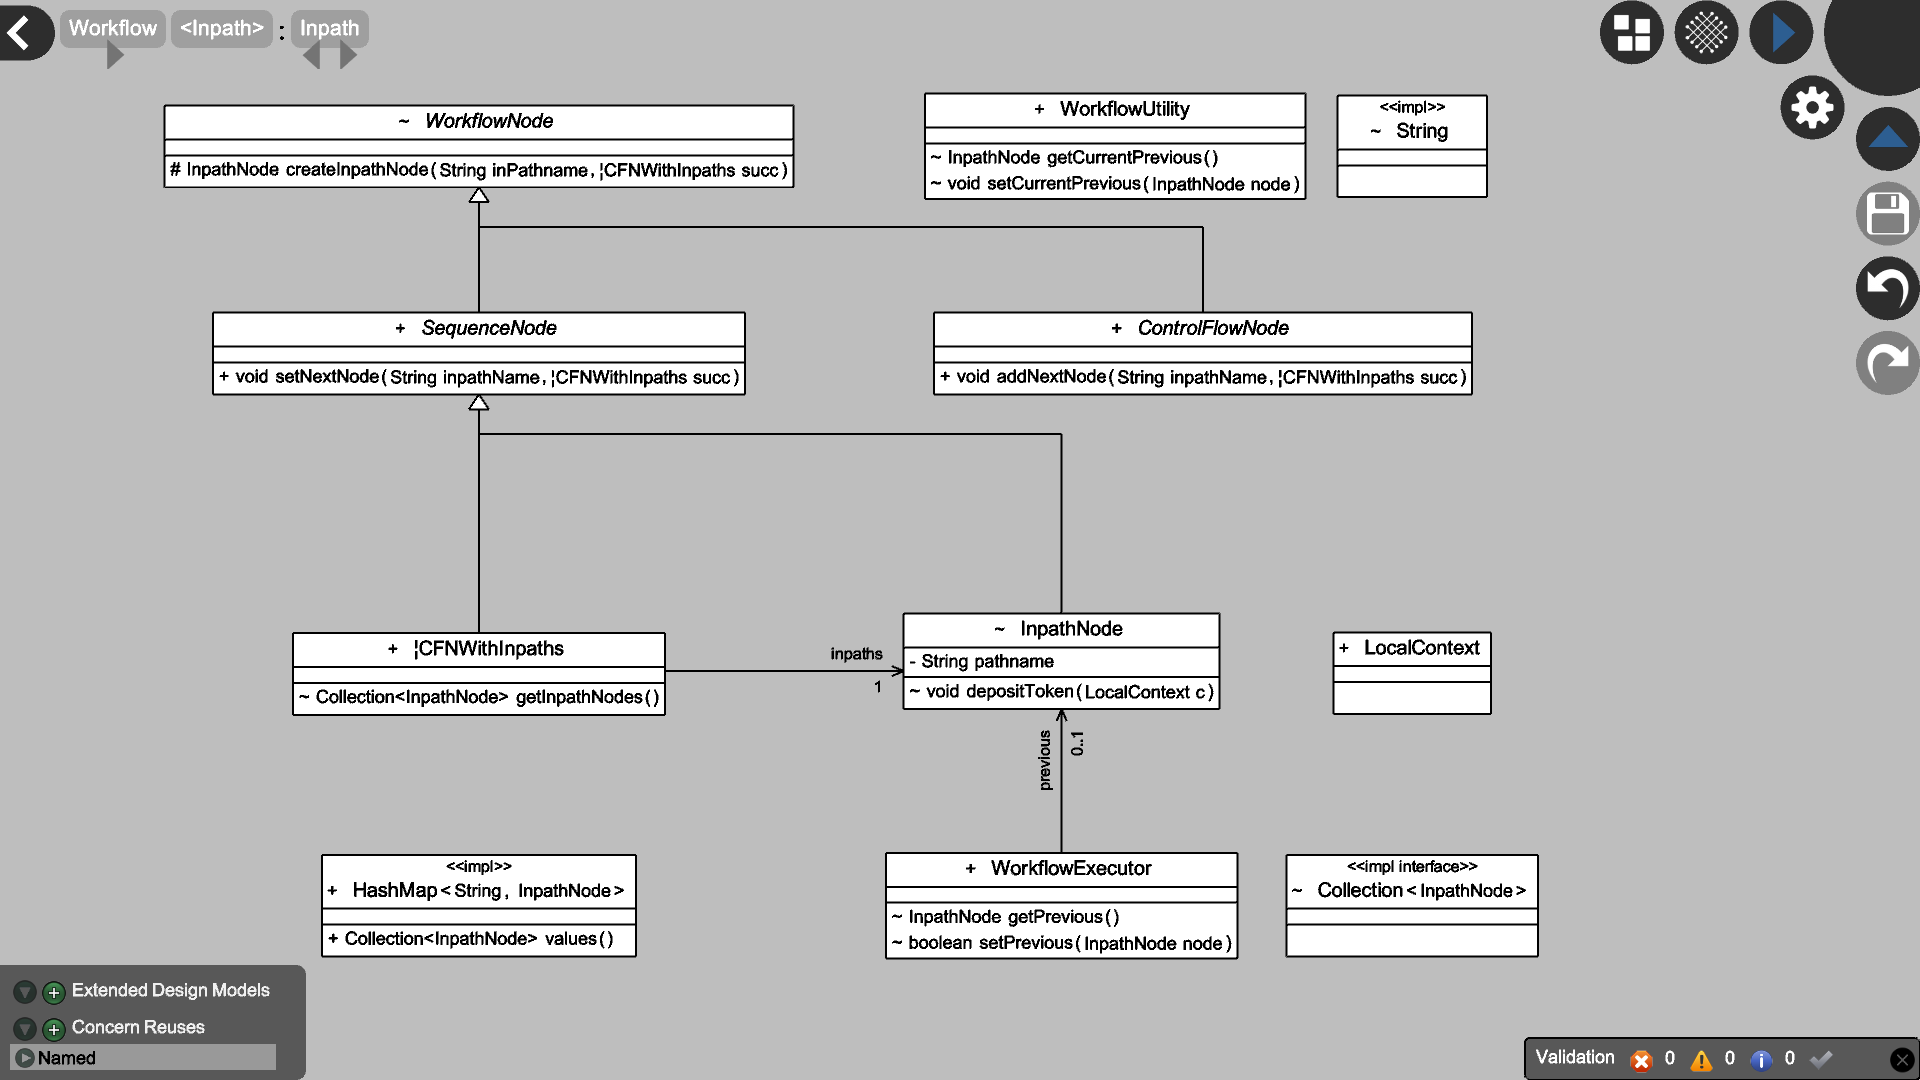 Workflow <Inpath> : Inpath
~ WorkflowNode
# InpathNode createInpathNode(String inPathname, ¦CFNWithInpaths succ)
+ WorkflowUtility
~ InpathNode getCurrentPrevious()
~ void setCurrentPrevious(InpathNode node)
<<impl>>
~ String
+ SequenceNode
+ void setNextNode(String inpathName, ¦CFNWithInpaths succ)
+ ControlFlowNode
+ void addNextNode(String inpathName, ¦CFNWithInpaths succ)
+ ¦CFNWithInpaths
~ Collection<InpathNode> getInpathNodes()
inpaths
1
~ InpathNode
- String pathname
~ void depositToken(LocalContext c)
+ LocalContext
previous
0..1
<<impl>>
+ HashMap<String, InpathNode>
+ Collection<InpathNode> values()
+ WorkflowExecutor
~ InpathNode getPrevious()
~ boolean setPrevious(InpathNode node)
<<impl interface>>
~ Collection<InpathNode>
Extended Design Models
Concern Reuses
Named
Validation 0 0 0